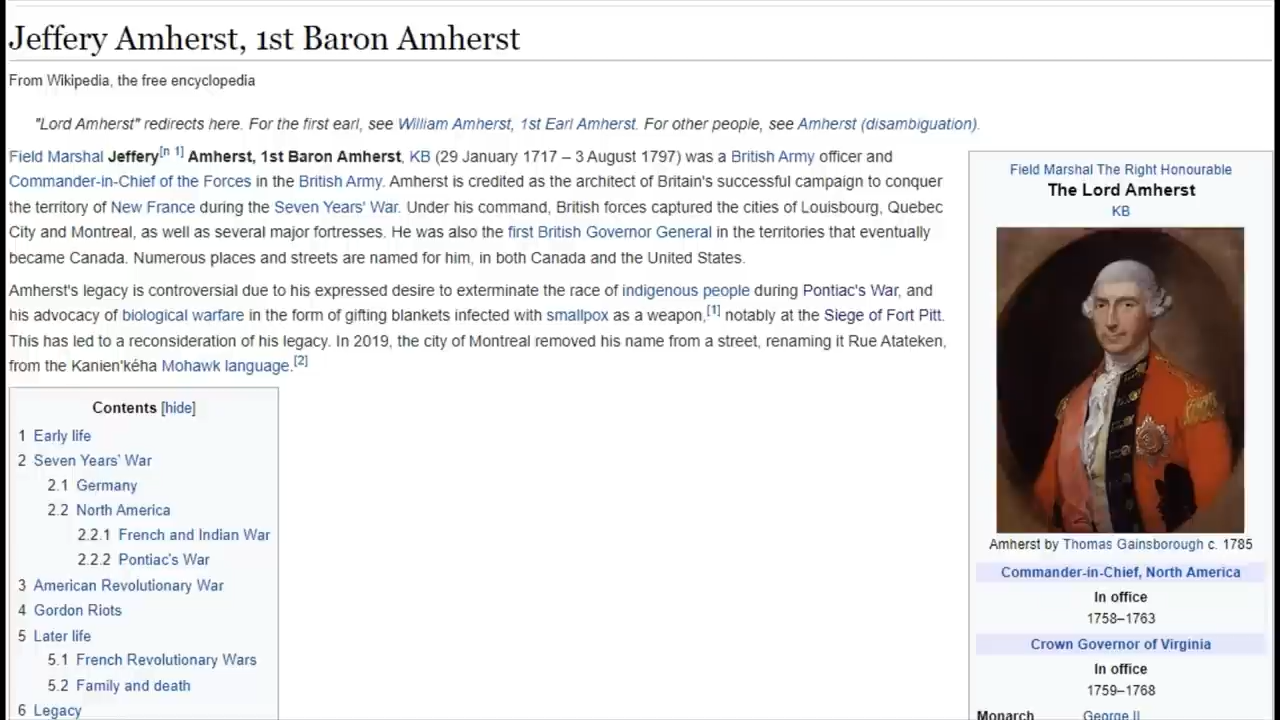 Jeffery Amherst, 1st Baron Amherst
From Wikipedia, the free encyclopedia
"Lord Amherst" redirects here. For the first earl, see William Amherst, 1st Earl Amherst. For other people, see Amherst (disambiguation).
Field Marshal Jeffery[n 1] Amherst, 1st Baron Amherst, KB (29 January 1717 – 3 August 1797) was a British Army officer and
Commander-in-Chief of the Forces in the British Army. Amherst is credited as the architect of Britain's successful campaign to conquer
the territory of New France during the Seven Years' War. Under his command, British forces captured the cities of Louisbourg, Quebec
City and Montreal, as well as several major fortresses. He was also the first British Governor General in the territories that eventually
became Canada. Numerous places and streets are named for him, in both Canada and the United States.
Amherst's legacy is controversial due to his expressed desire to exterminate the race of indigenous people during Pontiac's War, and
his advocacy of biological warfare in the form of gifting blankets infected with smallpox as a weapon,[1] notably at the Siege of Fort Pitt.
This has led to a reconsideration of his legacy. In 2019, the city of Montreal removed his name from a street, renaming it Rue Atateken,
from the Kanien'kéha Mohawk language.[2]
Contents [hide]
1 Early life
2 Seven Years' War
2.1 Germany
2.2 North America
2.2.1 French and Indian War
2.2.2 Pontiac's War
3 American Revolutionary War
4 Gordon Riots
5 Later life
5.1 French Revolutionary Wars
5.2 Family and death
6 Legacy
Field Marshal The Right Honourable
The Lord Amherst
KB
Amherst by Thomas Gainsborough c. 1785
Commander-in-Chief, North America
In office
1758–1763
Crown Governor of Virginia
In office
1759–1768
Monarch George II